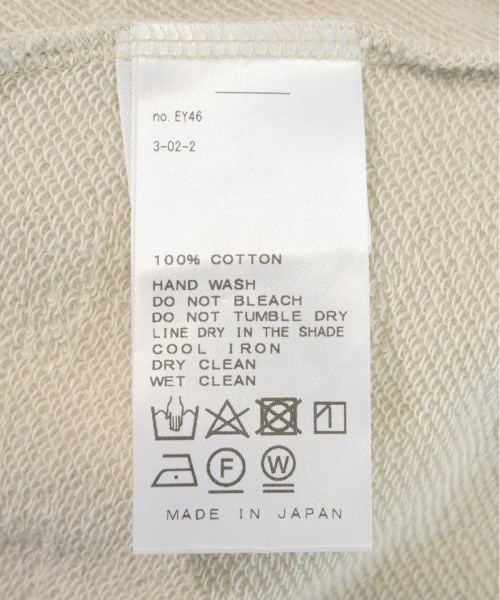 no. EY46
3-02-2
100% COTTON
HAND WASH
DO NOT BLEACH
DO NOT TUMBLE DRY
LINE DRY IN THE SHADE
COOL IRON
DRY CLEAN
WET CLEAN
F W
MADE IN JAPAN